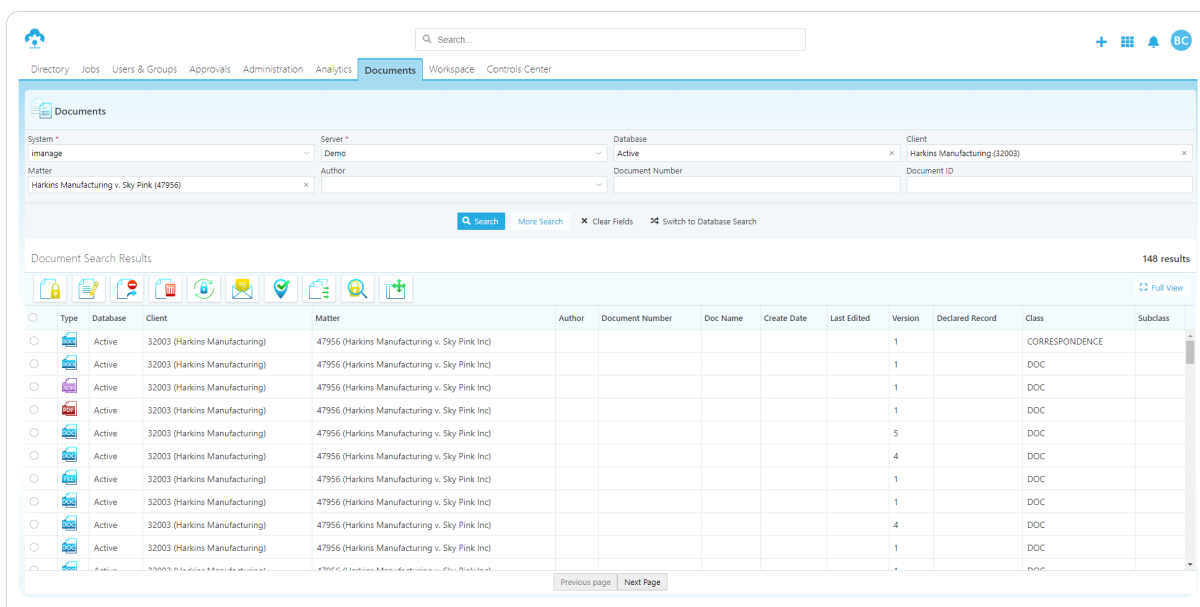 Search...
BC
Directory Jobs Users & Groups Approvals Administration Analytics Documents Workspace Controls Center
Documents
System * Server * Database Client
imanage Demo Active × Harkins Manufacturing (32003) ×
Matter Author Document Number Document ID
Harkins Manufacturing v. Sky Pink (47956) ×
Search More Search × Clear Fields Switch to Database Search
Document Search Results 148 results
Full View
Type Database Client Matter Author Document Number Doc Name Create Date Last Edited Version Declared Record Class Subclass
DOCX Active 32003 (Harkins Manufacturing) 47956 (Harkins Manufacturing v. Sky Pink Inc) 1 CORRESPONDENCE
DOCX Active 32003 (Harkins Manufacturing) 47956 (Harkins Manufacturing v. Sky Pink Inc) 1 DOC
Active 32003 (Harkins Manufacturing) 47956 (Harkins Manufacturing v. Sky Pink Inc) 1 DOC
PDF Active 32003 (Harkins Manufacturing) 47956 (Harkins Manufacturing v. Sky Pink Inc) 1 DOC
DOC Active 32003 (Harkins Manufacturing) 47956 (Harkins Manufacturing v. Sky Pink Inc) 5 DOC
DOC Active 32003 (Harkins Manufacturing) 47956 (Harkins Manufacturing v. Sky Pink Inc) 4 DOC
FILE Active 32003 (Harkins Manufacturing) 47956 (Harkins Manufacturing v. Sky Pink Inc) 1 DOC
DOC Active 32003 (Harkins Manufacturing) 47956 (Harkins Manufacturing v. Sky Pink Inc) 1 DOC
DOC Active 32003 (Harkins Manufacturing) 47956 (Harkins Manufacturing v. Sky Pink Inc) 4 DOC
DOC Active 32003 (Harkins Manufacturing) 47956 (Harkins Manufacturing v. Sky Pink Inc) 1 DOC
Previous page Next Page